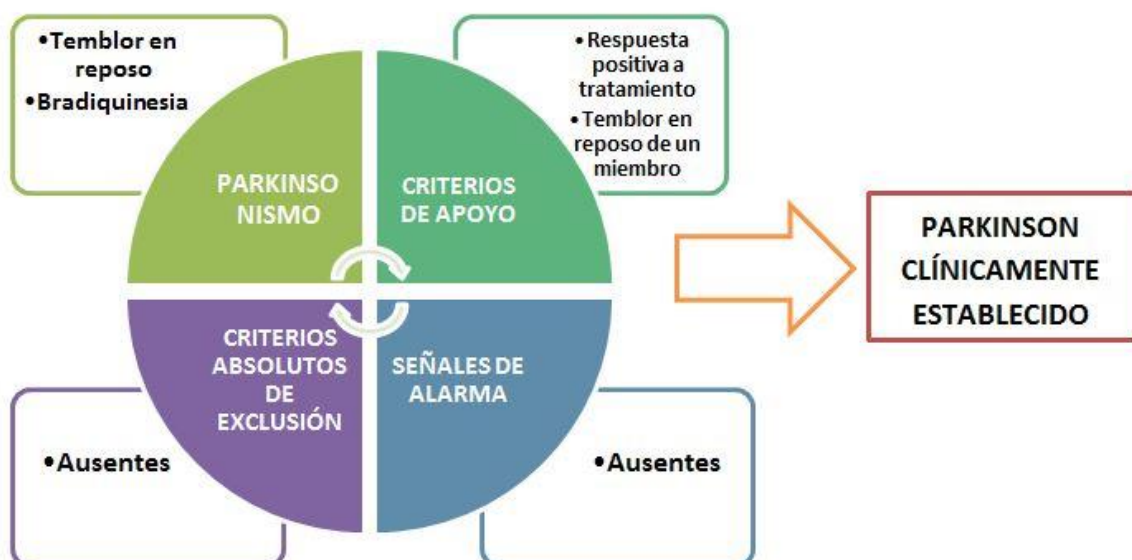 •Temblor en
reposo
•Bradiquinesia
•Respuesta
positiva a
tratamiento
•Temblor en
reposo de un
miembro
PARKINSO
NISMO
CRITERIOS
DE APOYO
CRITERIOS
ABSOLUTOS
DE
EXCLUSIÓN
SEÑALES DE
ALARMA
•Ausentes
•Ausentes
PARKINSON
CLÍNICAMENTE
ESTABLECIDO